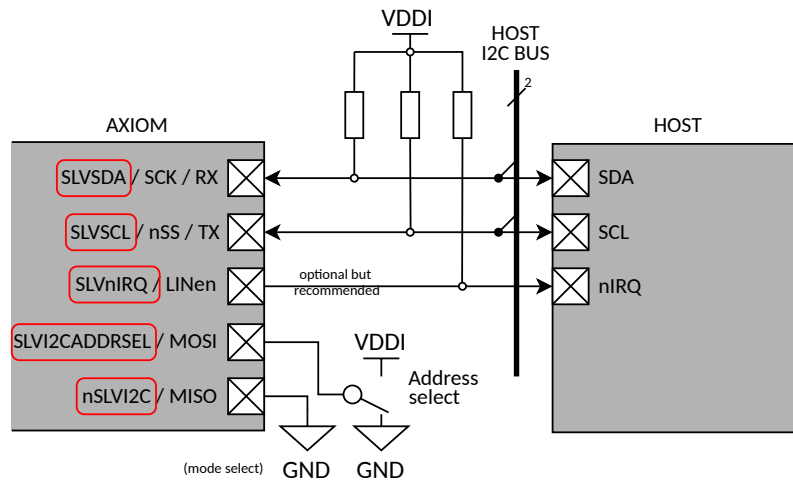 VDDI
HOST
I2C BUS
2
AXIOM
HOST
SLVSDA / SCK / RX
SDA
SLVSCL / nSS / TX
SCL
SLVnIRQ / LINen
optional but
recommended
nIRQ
SLVI2CADDRSEL / MOSI
VDDI
Address
select
nSLVI2C / MISO
(mode select)
GND
GND